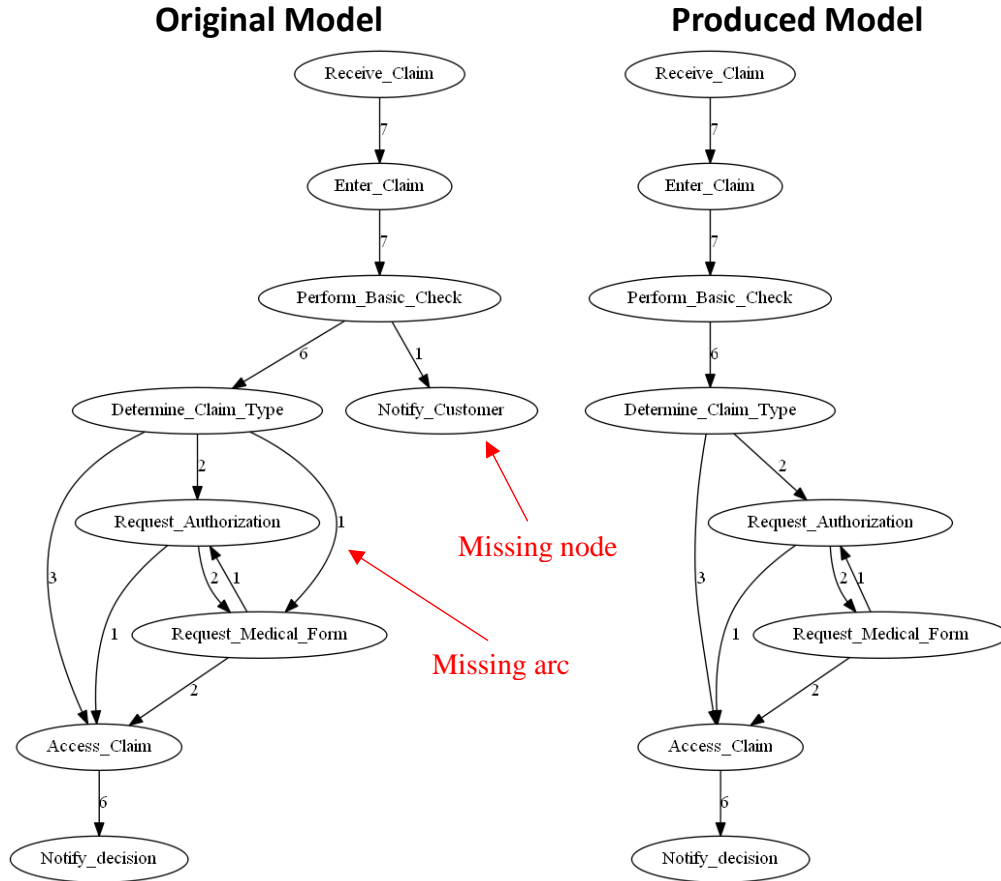 Original Model
Produced Model
Receive_Claim
Receive_Claim
7
7
Enter_Claim
Enter_Claim
7
7
Perform_Basic_Check
Perform_Basic_Check
6
1
6
Determine_Claim_Type
Notify_Customer
Determine_Claim_Type
2
2
Request_Authorization
1
Request_Authorization
Missing node
3
2
1
3
2
1
1
Request_Medical_Form
1
Request_Medical_Form
Missing arc
2
2
Access_Claim
Access_Claim
6
6
Notify_decision
Notify_decision